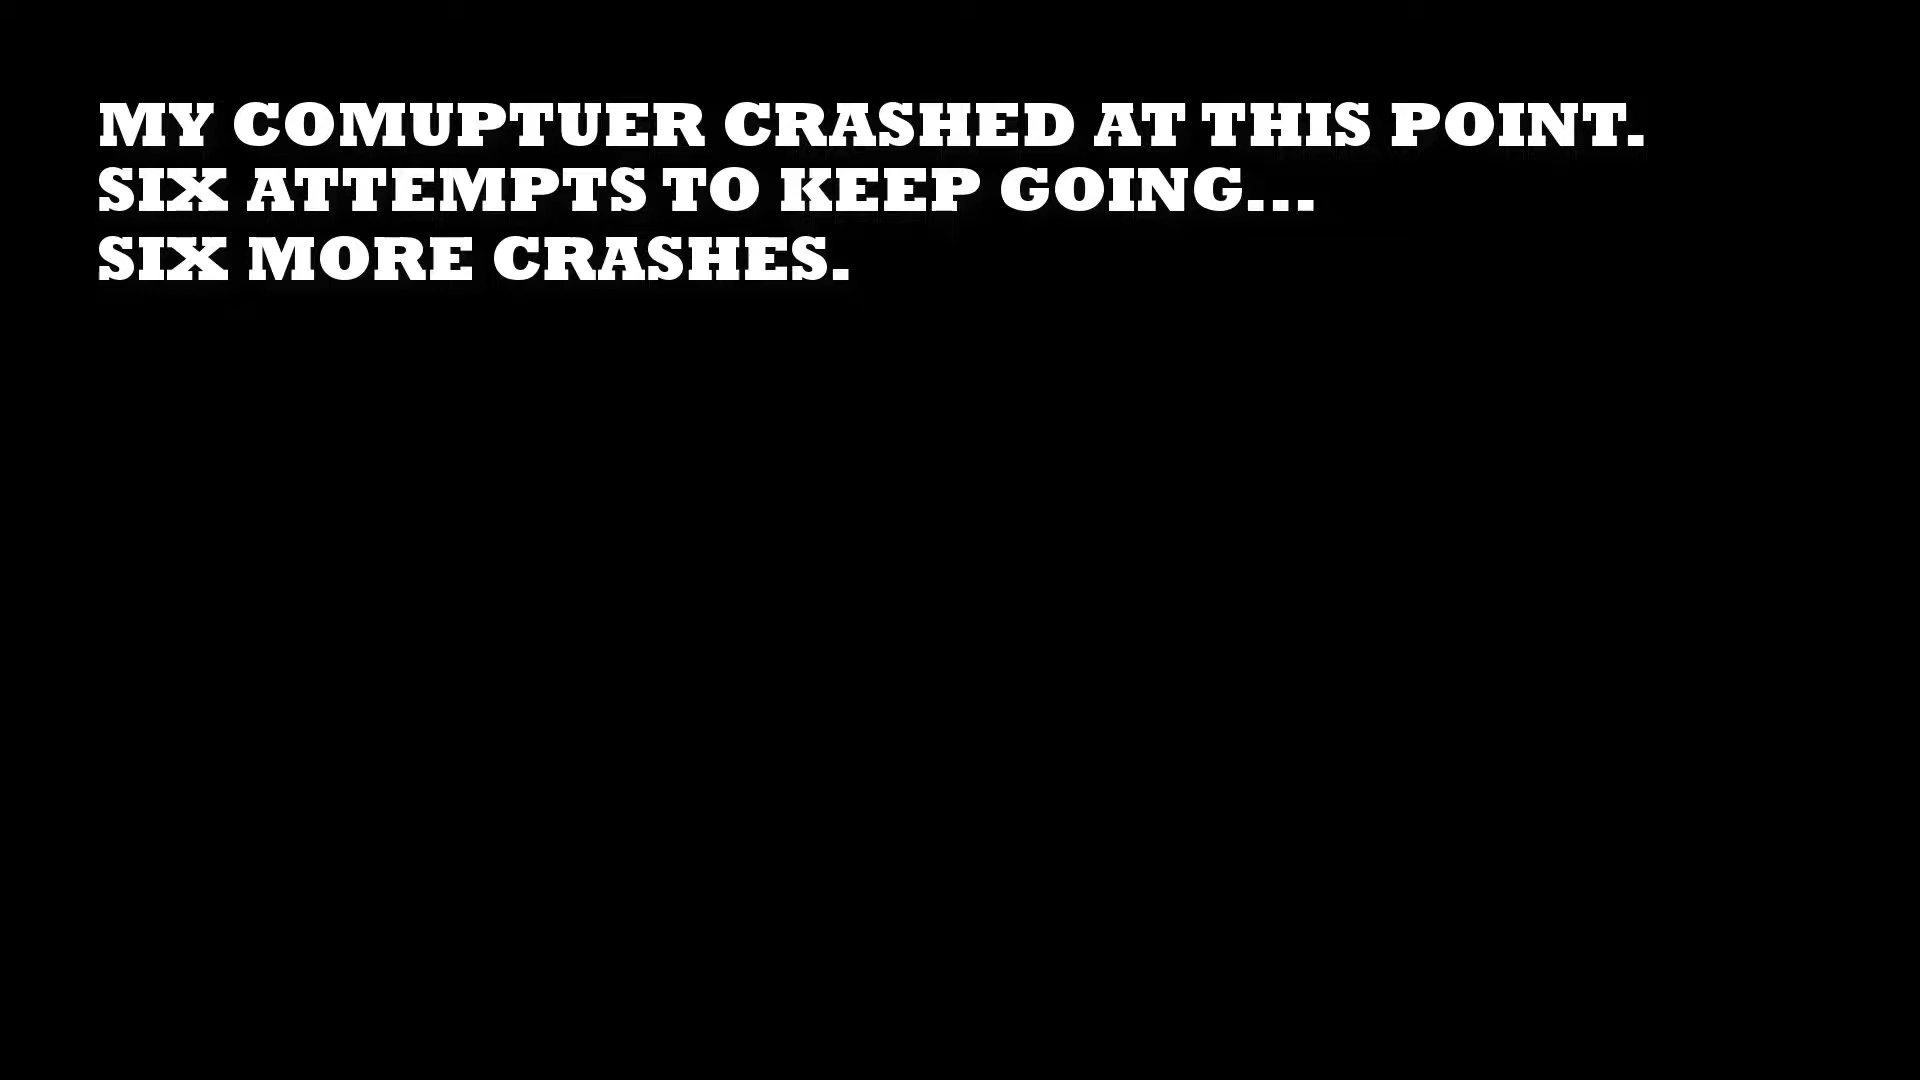 MY COMUPTUER CRASHED AT THIS POINT.
SIX ATTEMPTS TO KEEP GOING...
SIX MORE CRASHES.